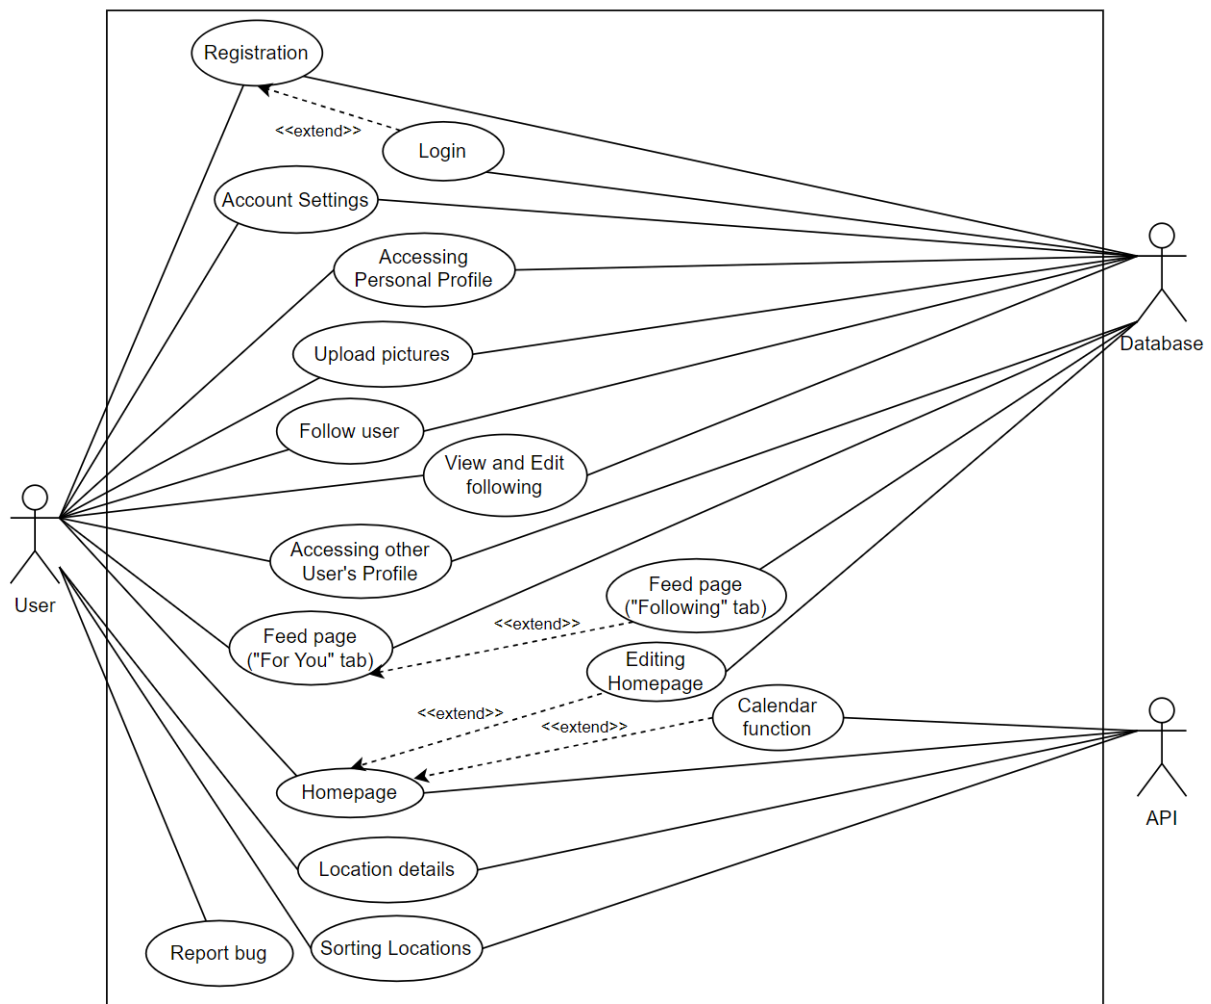 Registration
<<extend>>
Login
Account Settings
Accessing
Personal Profile
Upload pictures
Database
Follow user
View and Edit
following
Accessing other
User's Profile
User
Feed page
("Following" tab)
<<extend>>
Feed page
("For You" tab)
Editing
Homepage
<<extend>>
<<extend>>
Calendar
function
Homepage
API
Location details
Report bug
Sorting Locations